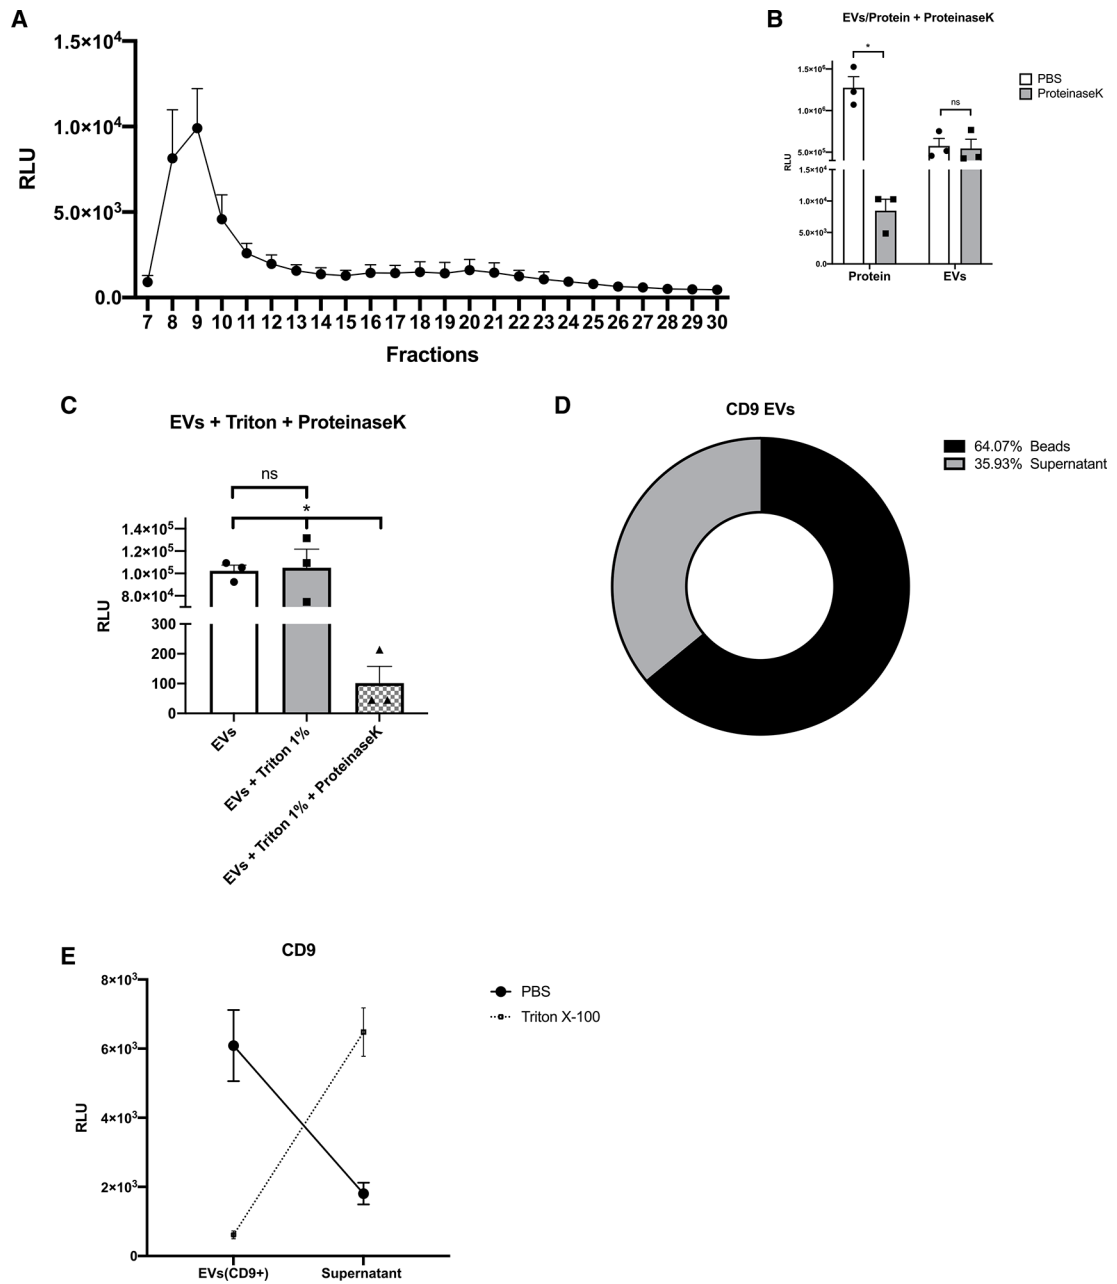 A
1.5×10⁴
1.0×10⁴
5.0×10³
0.0
RLU
7 8 9 10 11 12 13 14 15 16 17 18 19 20 21 22 23 24 25 26 27 28 29 30
Fractions
B
EVs/Protein + ProteinaseK
*
ns
PBS
ProteinaseK
1.5×10⁶
1.0×10⁶
5.0×10⁵
1.5×10⁴
1.0×10⁴
5.0×10³
0.0
RLU
Protein EVs
C
EVs + Triton + ProteinaseK
ns
*
1.4×10⁵
1.2×10⁵
1.0×10⁵
8.0×10⁴
300
200
100
0
RLU
EVs
EVs + Triton 1%
EVs + Triton 1% + ProteinaseK
D
CD9 EVs
64.07% Beads
35.93% Supernatant
E
CD9
8×10³
6×10³
4×10³
2×10³
0
RLU
EVs(CD9+) Supernatant
PBS
Triton X-100